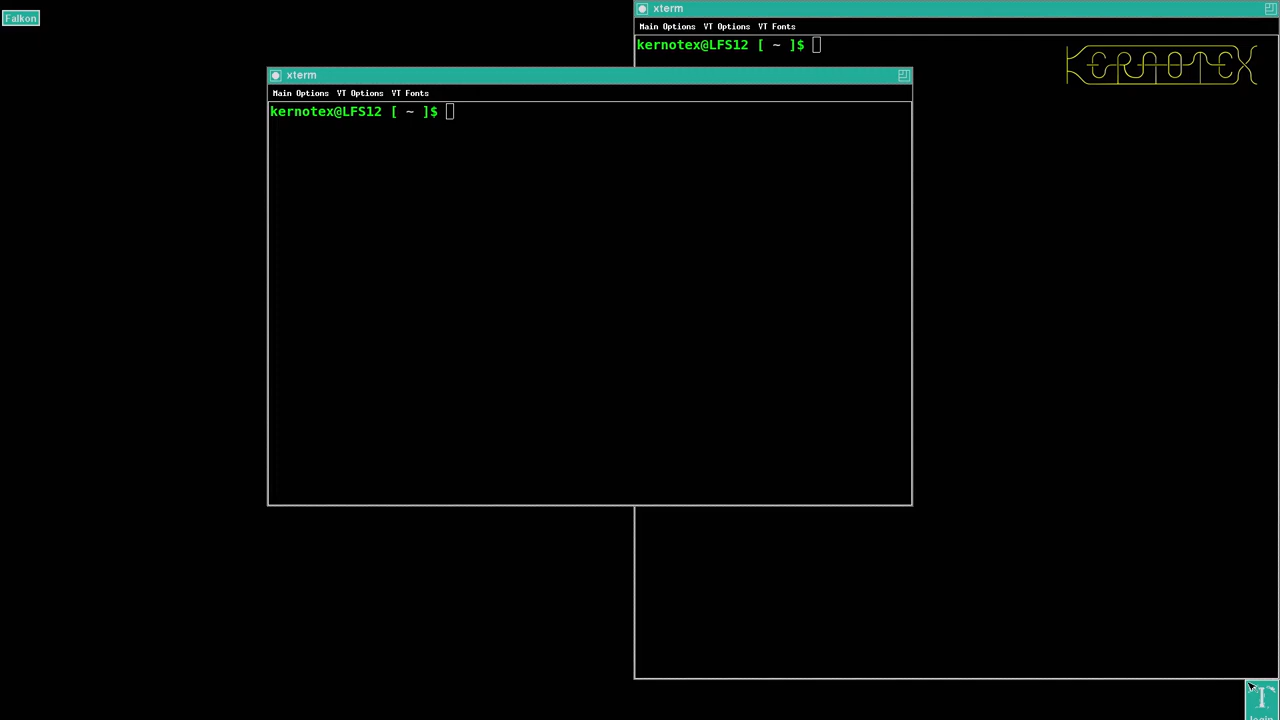 Falkon
xterm
Main Options VT Options VT Fonts
kernotex@LFS12 [ ~ ]$
KERNOTEX
xterm
Main Options VT Options VT Fonts
kernotex@LFS12 [ ~ ]$
login